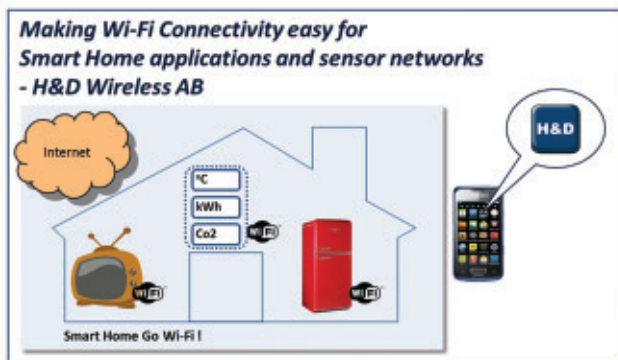 Making Wi-Fi Connectivity easy for
Smart Home applications and sensor networks
- H&D Wireless AB
Internet
H&D
°C
kWh
Co2
Wi Fi
Wi Fi
Wi Fi
Smart Home Go Wi-Fi !